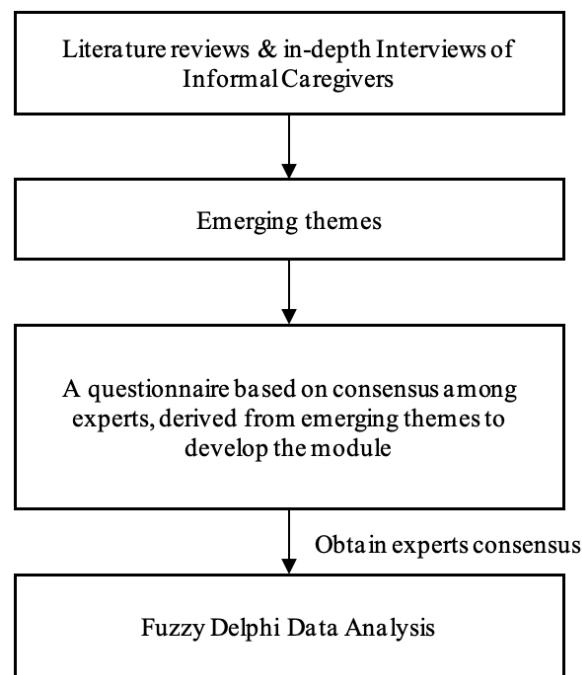 Literature reviews & in-depth Interviews of
Informal Caregivers
Emerging themes
A questionnaire based on consensus among
experts, derived from emerging themes to
develop the module
Obtain experts consensus
Fuzzy Delphi Data Analysis